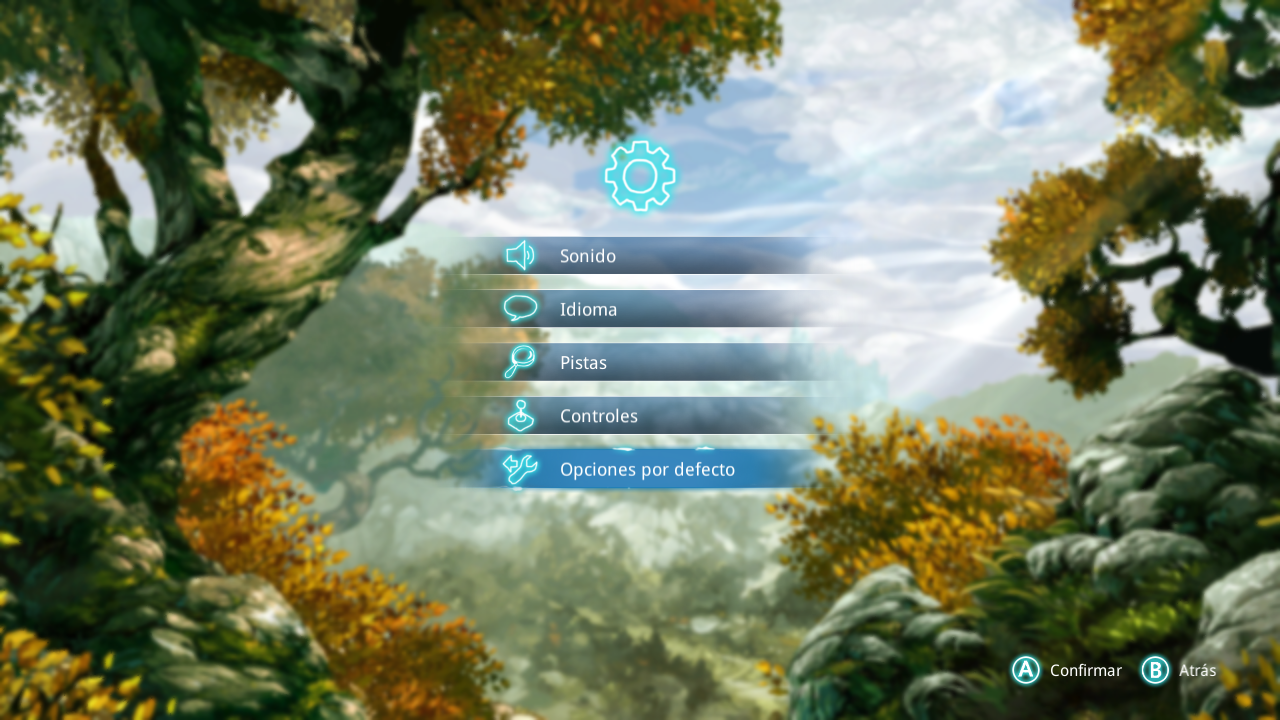 Sonido
Idioma
Pistas
Controles
Opciones por defecto
A Confirmar B Atrás